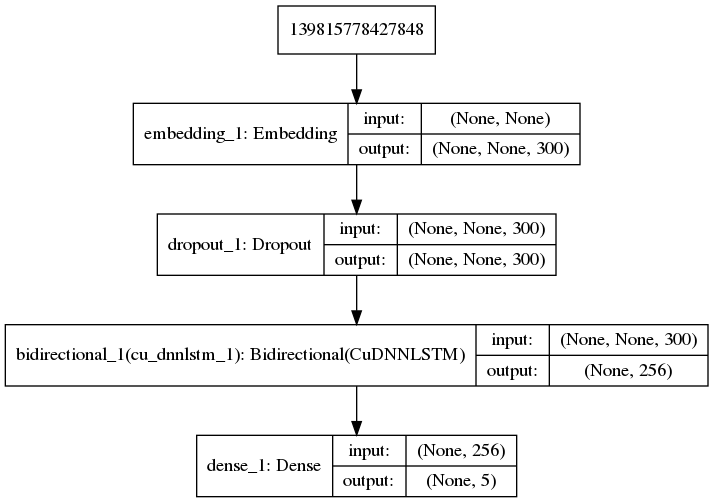 139815778427848
embedding_1: Embedding
input:
(None, None)
output:
(None, None, 300)
dropout_1: Dropout
input:
(None, None, 300)
output:
(None, None, 300)
bidirectional_1(cu_dnnlstm_1): Bidirectional(CuDNNLSTM)
input:
(None, None, 300)
output:
(None, 256)
dense_1: Dense
input:
(None, 256)
output:
(None, 5)